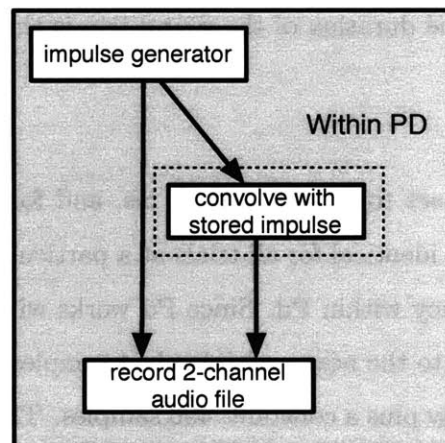 impulse generator
Within PD
convolve with
stored impulse
record 2-channel
audio file